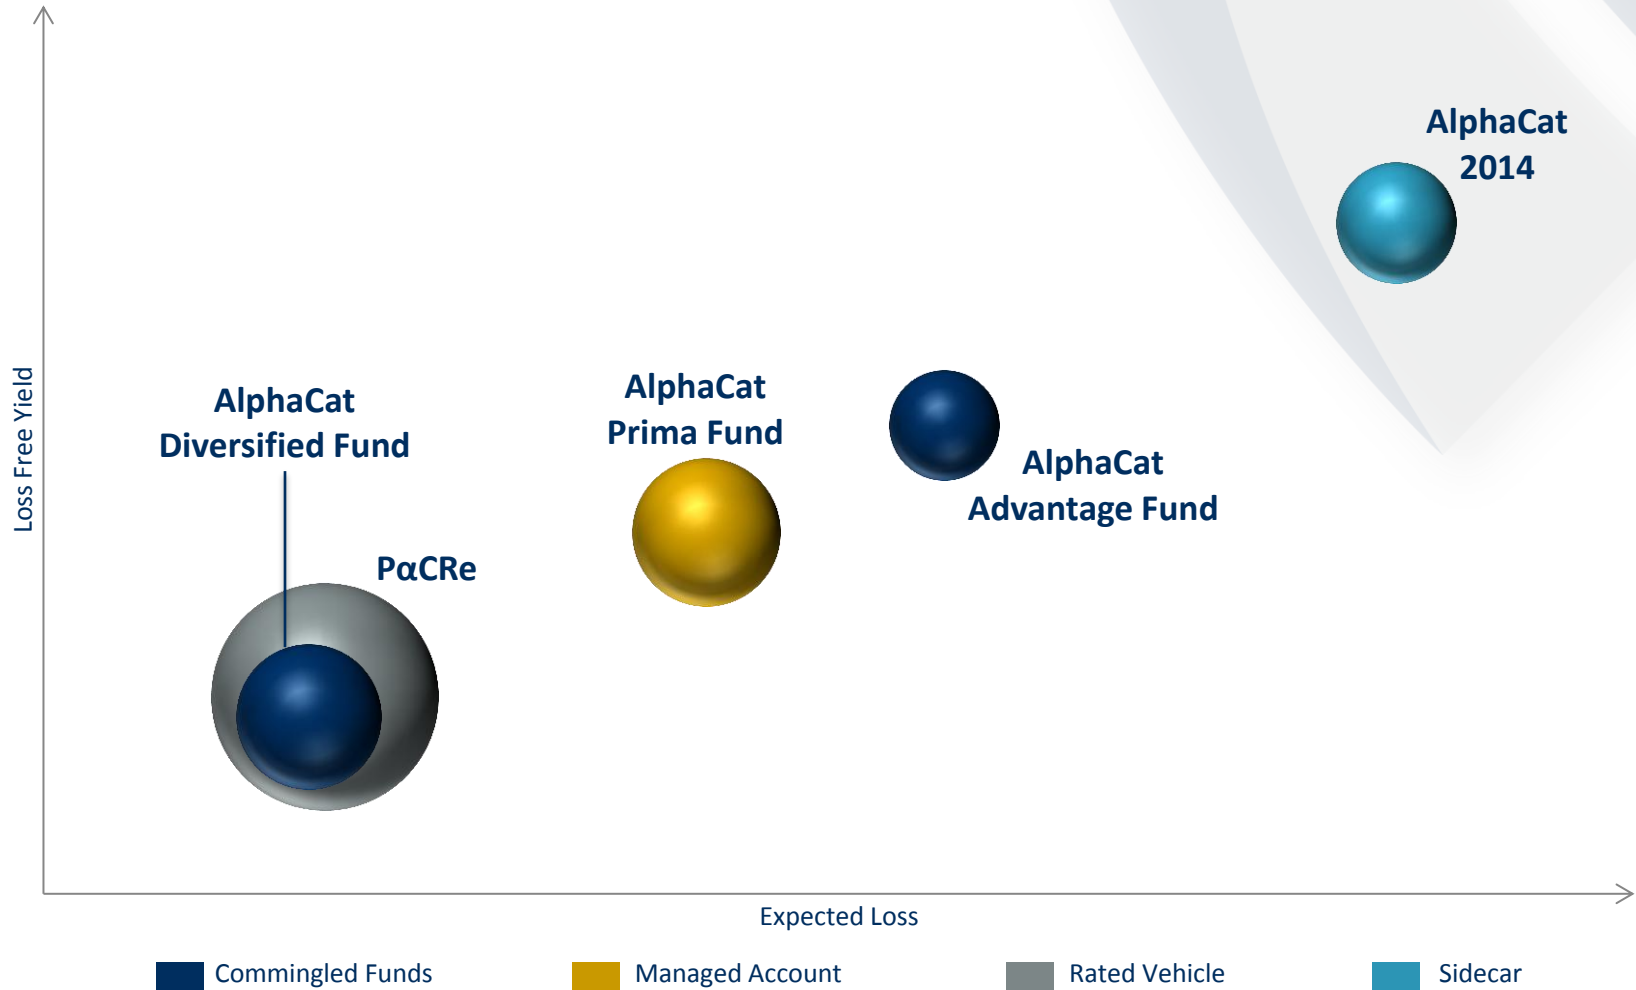 AlphaCat
2014
AlphaCat
Prima Fund
AlphaCat
Diversified Fund
AlphaCat
Advantage Fund
PαCRe
Loss Free Yield
Expected Loss
Commingled Funds
Managed Account
Rated Vehicle
Sidecar